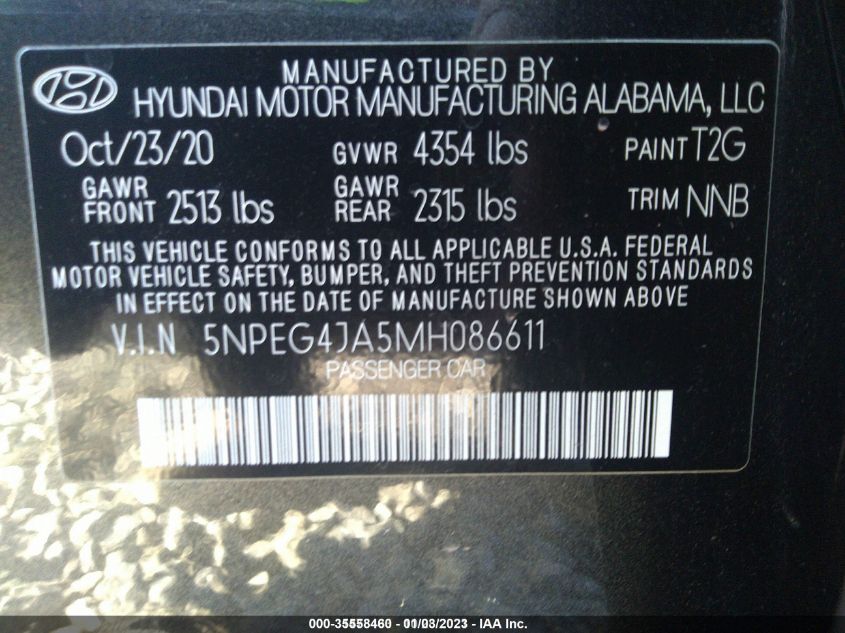 MANUFACTURED BY
HYUNDAI MOTOR MANUFACTURING ALABAMA, LLC
Oct/23/20 GVWR 4354 lbs PAINT T2G
GAWR FRONT 2513 lbs GAWR REAR 2315 lbs TRIM NNB
THIS VEHICLE CONFORMS TO ALL APPLICABLE U.S.A. FEDERAL
MOTOR VEHICLE SAFETY, BUMPER, AND THEFT PREVENTION STANDARDS
IN EFFECT ON THE DATE OF MANUFACTURE SHOWN ABOVE
V.I.N 5NPEG4JA5MH086611
PASSENGER CAR
000-35558460 - 01/03/2023 - IAA Inc.